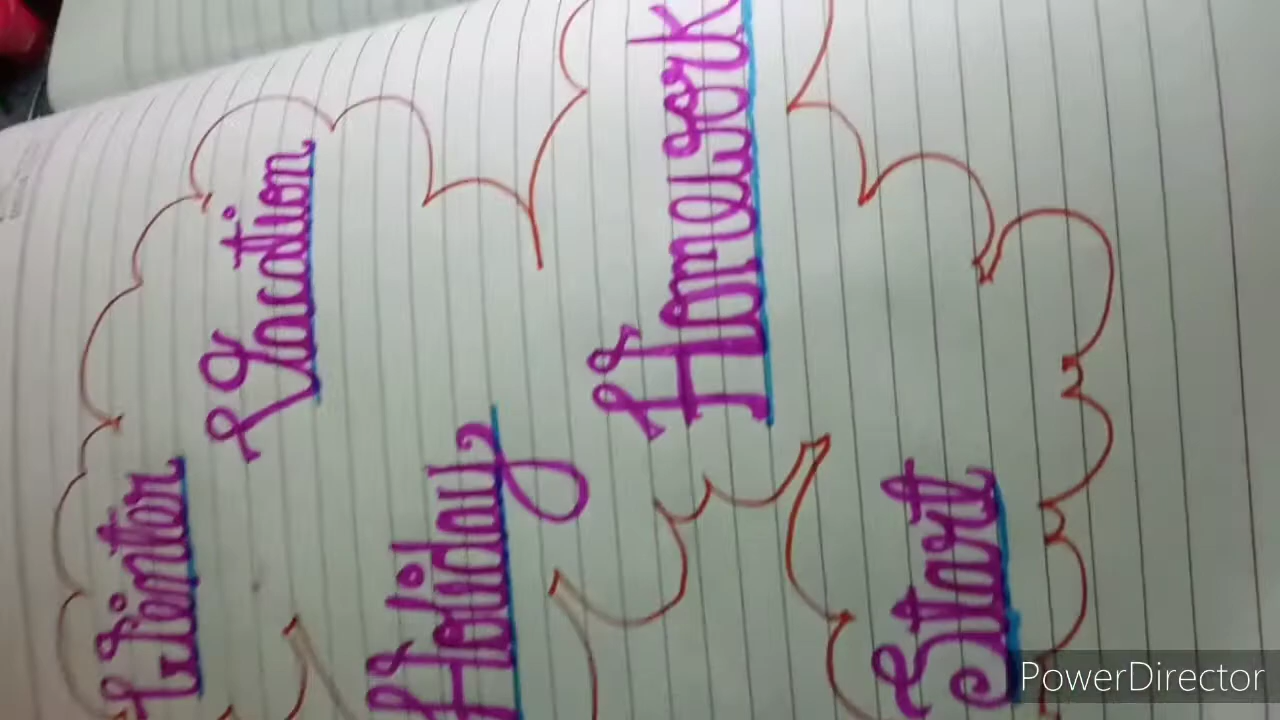 Winter
Vacation
Holiday
Homework
Start
PowerDirector